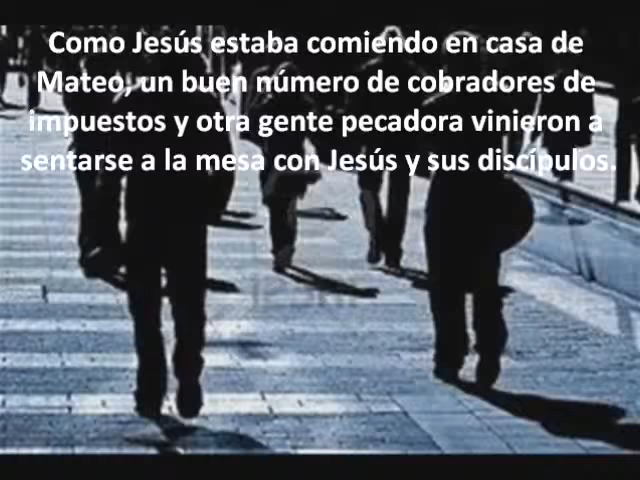 Como Jesús estaba comiendo en casa de
Mateo, un buen número de cobradores de
impuestos y otra gente pecadora vinieron a
sentarse a la mesa con Jesús y sus discípulos.